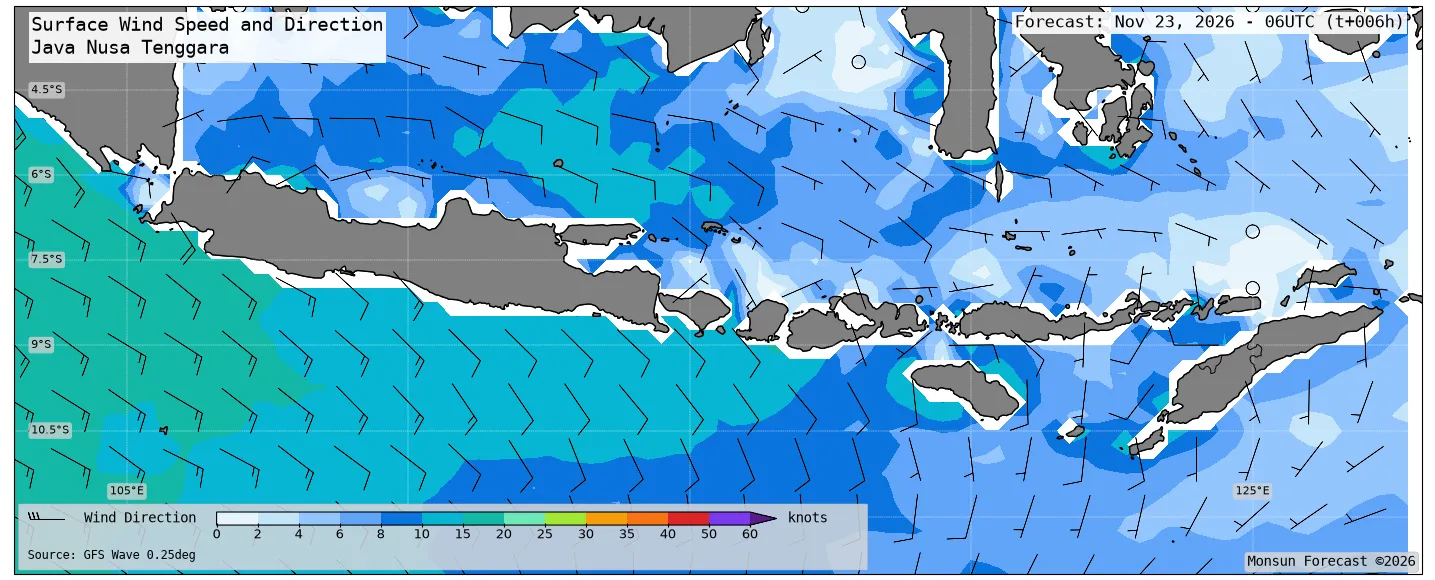 Surface Wind Speed and Direction
Java Nusa Tenggara
Forecast: Nov 23, 2026 - 06UTC (t+006h)
4.5°S
6°S
7.5°S
9°S
10.5°S
105°E
125°E
Wind Direction
0 2 4 6 8 10 15 20 25 30 35 40 50 60
knots
Source: GFS Wave 0.25deg
Monsun Forecast ©2026